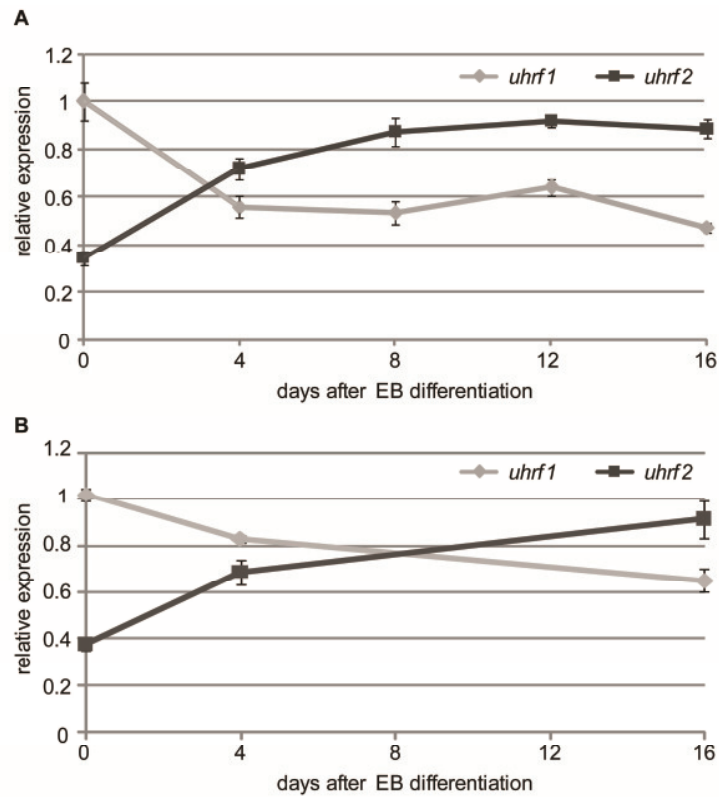 A
1.2
uhrf1 uhrf2
1
0.8
0.6
0.4
0.2
0
0 4 8 12 16
relative expression
days after EB differentiation
B
1.2
uhrf1 uhrf2
1
0.8
0.6
0.4
0.2
0
0 4 8 12 16
relative expression
days after EB differentiation